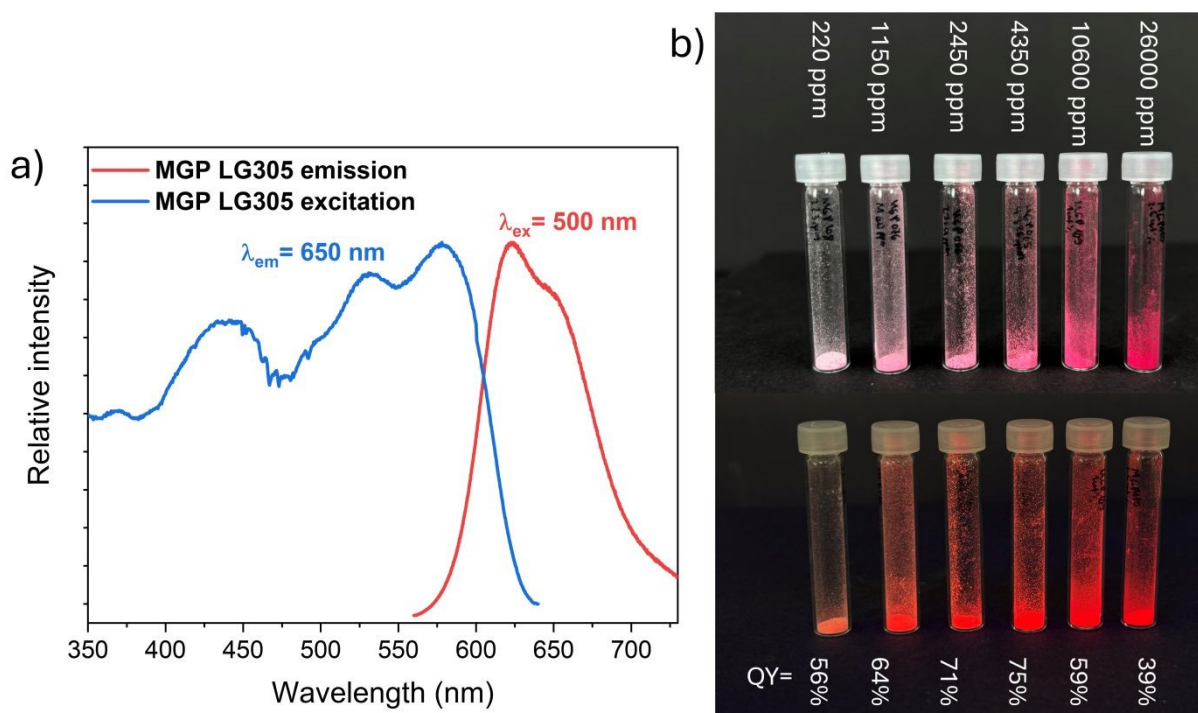 a)
MGP LG305 emission
MGP LG305 excitation
λem= 650 nm
λex= 500 nm
Relative intensity
350 400 450 500 550 600 650 700
Wavelength (nm)
b)
220 ppm
1150 ppm
2450 ppm
4350 ppm
10600 ppm
26000 ppm
QY=
56%
64%
71%
75%
59%
39%